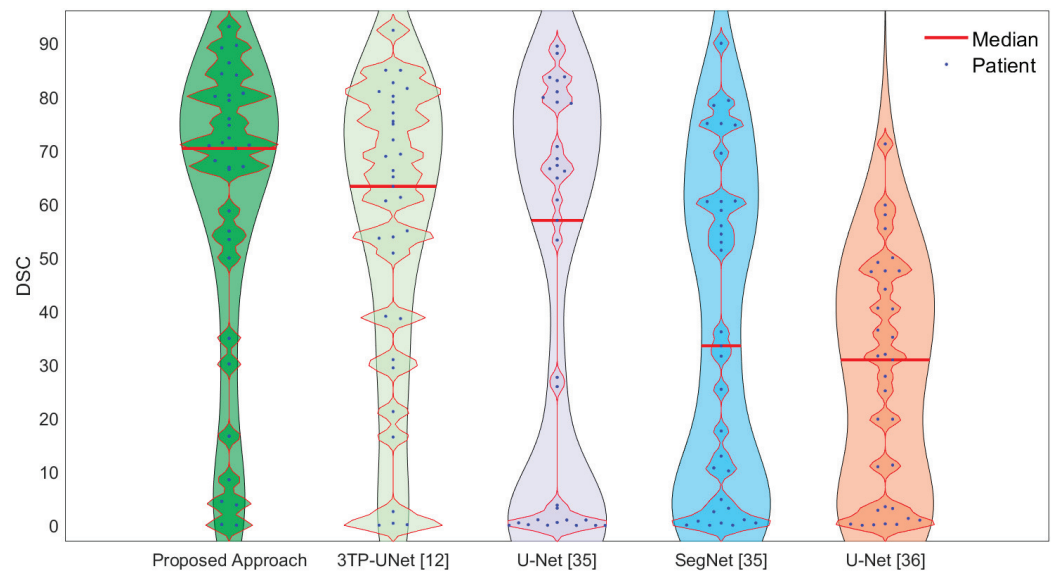 Median
Patient
DSC
90
80
70
60
50
40
30
20
10
0
Proposed Approach 3TP-UNet [12] U-Net [35] SegNet [35] U-Net [36]